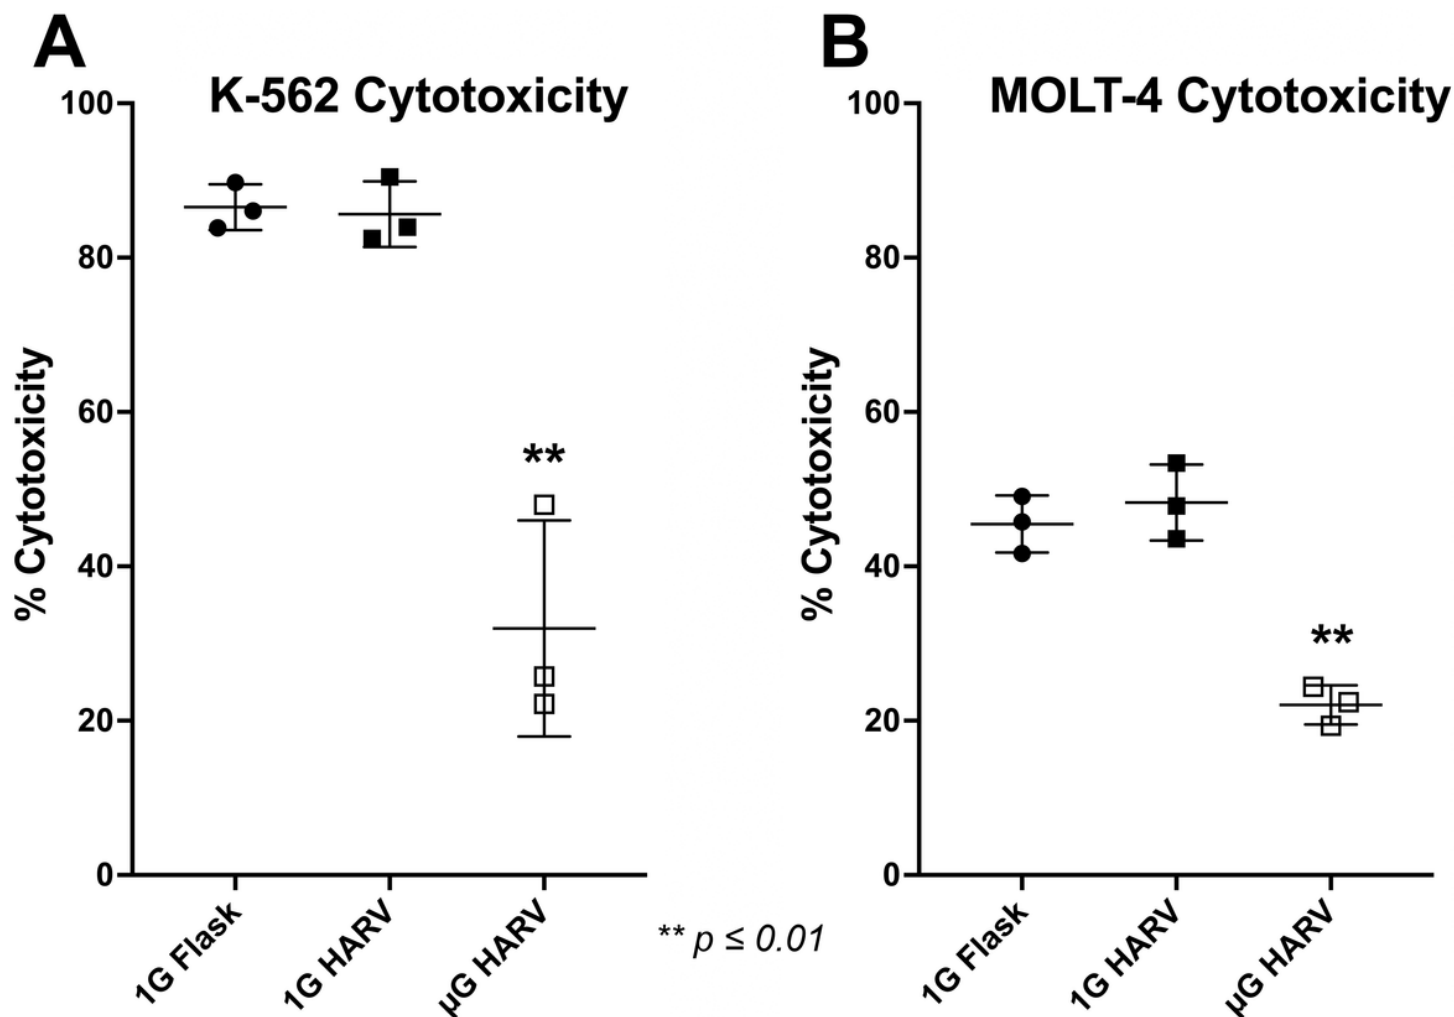 A
K-562 Cytotoxicity
% Cytotoxicity
100
80
60
40
20
0
**
1G Flask
1G HARV
µG HARV
** p ≤ 0.01
B
MOLT-4 Cytotoxicity
% Cytotoxicity
100
80
60
40
20
0
**
1G Flask
1G HARV
µG HARV